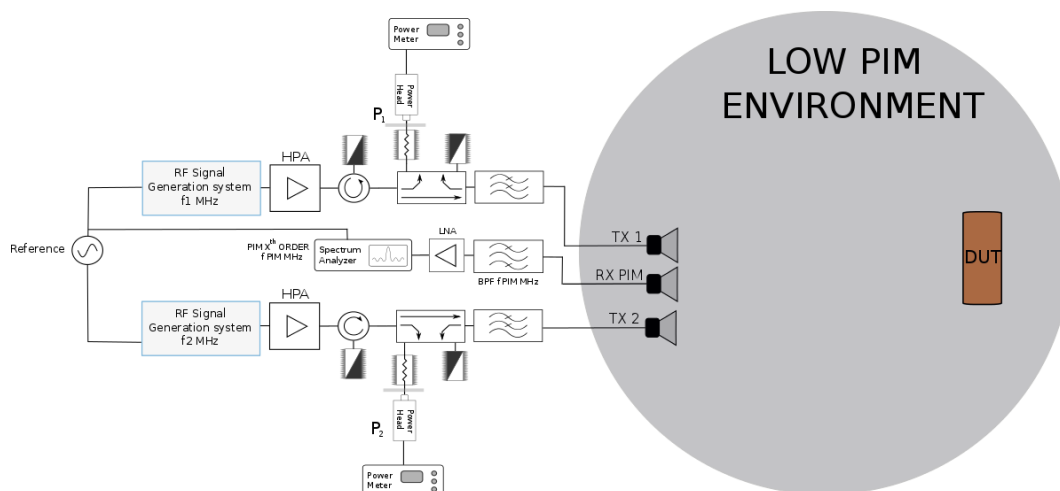 LOW PIM
ENVIRONMENT
Power
Meter
Power
Head
P1
HPA
RF Signal
Generation system
f1 MHz
Reference
PIM Xth ORDER
f PIM MHz
Spectrum
Analyzer
LNA
BPF f PIM MHz
TX 1
RX PIM
TX 2
DUT
HPA
RF Signal
Generation system
f2 MHz
P2
Power
Head
Power
Meter